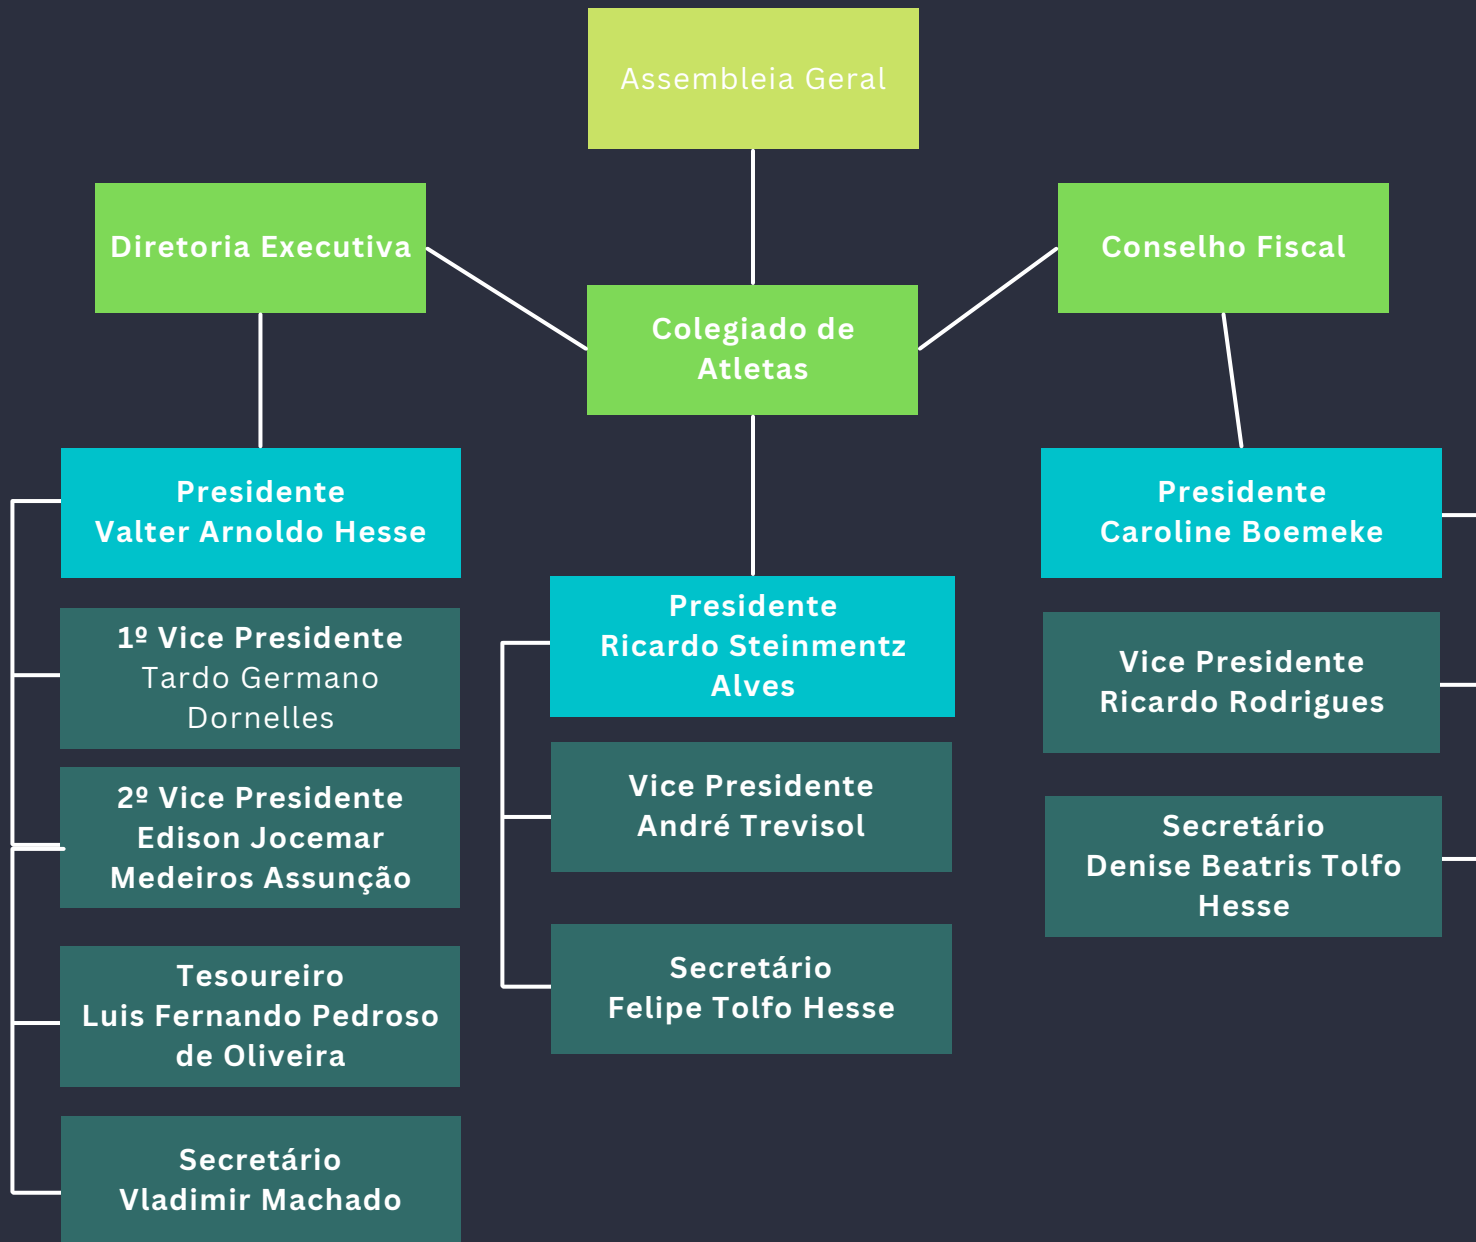 Assembleia Geral
Diretoria Executiva
Conselho Fiscal
Colegiado de
Atletas
Presidente
Valter Arnoldo Hesse
1º Vice Presidente
Tardo Germano
Dornelles
2º Vice Presidente
Edison Jocemar
Medeiros Assunção
Tesoureiro
Luis Fernando Pedroso
de Oliveira
Secretário
Vladimir Machado
Presidente
Ricardo Steinmentz
Alves
Vice Presidente
André Trevisol
Secretário
Felipe Tolfo Hesse
Presidente
Caroline Boemeke
Vice Presidente
Ricardo Rodrigues
Secretário
Denise Beatris Tolfo
Hesse